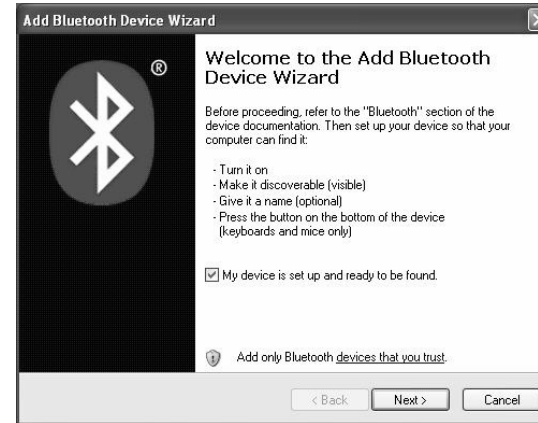 Add Bluetooth Device Wizard
®
Welcome to the Add Bluetooth
Device Wizard
Before proceeding, refer to the "Bluetooth" section of the
device documentation. Then set up your device so that your
computer can find it:
- Turn it on
- Make it discoverable (visible)
- Give it a name (optional)
- Press the button on the bottom of the device
(keyboards and mice only)
My device is set up and ready to be found.
Add only Bluetooth devices that you trust.
< Back Next > Cancel